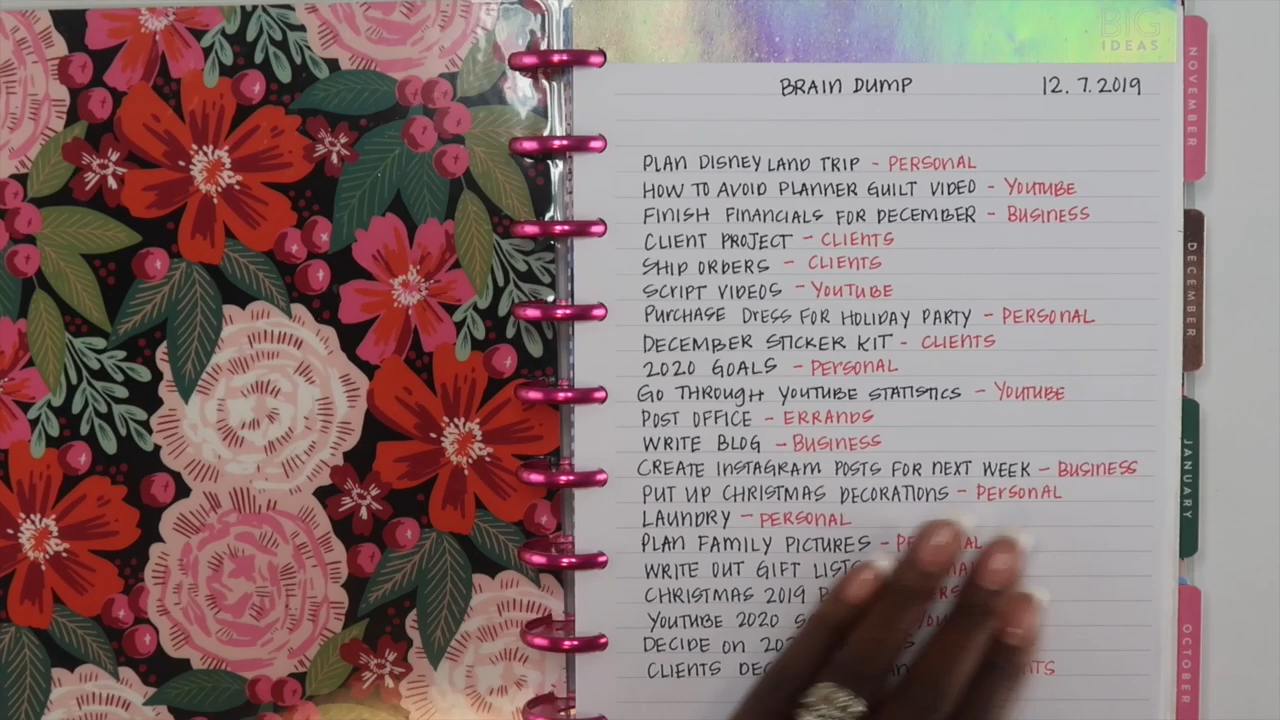 BIG
IDEAS
BRAIN DUMP 12.7.2019
PLAN DISNEYLAND TRIP - PERSONAL
HOW TO AVOID PLANNER GUILT VIDEO - YOUTUBE
FINISH FINANCIALS FOR DECEMBER - BUSINESS
CLIENT PROJECT - CLIENTS
SHIP ORDERS - CLIENTS
SCRIPT VIDEOS - YOUTUBE
PURCHASE DRESS FOR HOLIDAY PARTY - PERSONAL
DECEMBER STICKER KIT - CLIENTS
2020 GOALS - PERSONAL
GO THROUGH YOUTUBE STATISTICS - YOUTUBE
POST OFFICE - ERRANDS
WRITE BLOG - BUSINESS
CREATE INSTAGRAM POSTS FOR NEXT WEEK - BUSINESS
PUT UP CHRISTMAS DECORATIONS - PERSONAL
LAUNDRY - PERSONAL
PLAN FAMILY PICTURES -
WRITE OUT GIFT LISTS
CHRISTMAS 2019
YOUTUBE 2020
DECIDE ON
CLIENTS
NOVEMBER
DECEMBER
JANUARY
OCTOBER